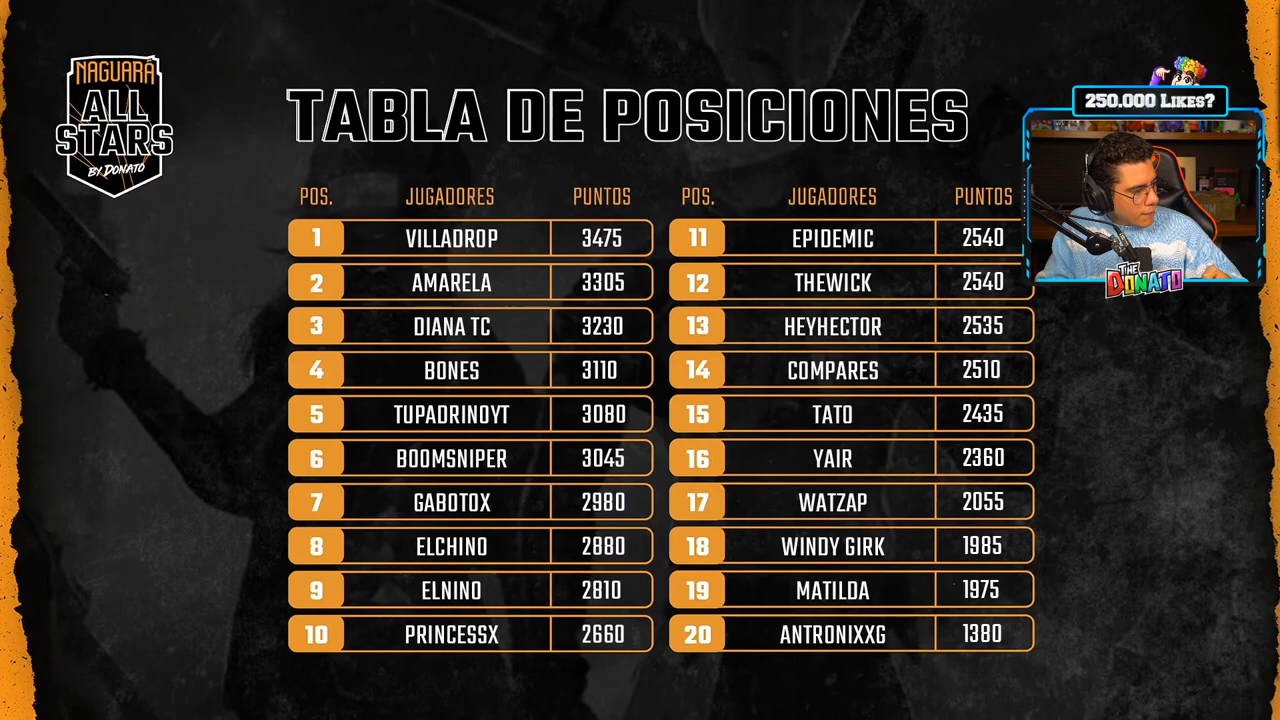 NAGUARÁ
ALL
STARS
BY DONATO
TABLA DE POSICIONES
250.000 LIKES?
THE
DONATO
POS. JUGADORES PUNTOS
1 VILLADROP 3475
2 AMARELA 3305
3 DIANA TC 3230
4 BONES 3110
5 TUPADRINOYT 3080
6 BOOMSNIPER 3045
7 GABOTOX 2980
8 ELCHINO 2880
9 ELNINO 2810
10 PRINCESSX 2660
POS. JUGADORES PUNTOS
11 EPIDEMIC 2540
12 THEWICK 2540
13 HEYHECTOR 2535
14 COMPARES 2510
15 TATO 2435
16 YAIR 2360
17 WATZAP 2055
18 WINDY GIRK 1985
19 MATILDA 1975
20 ANTRONIXXG 1380